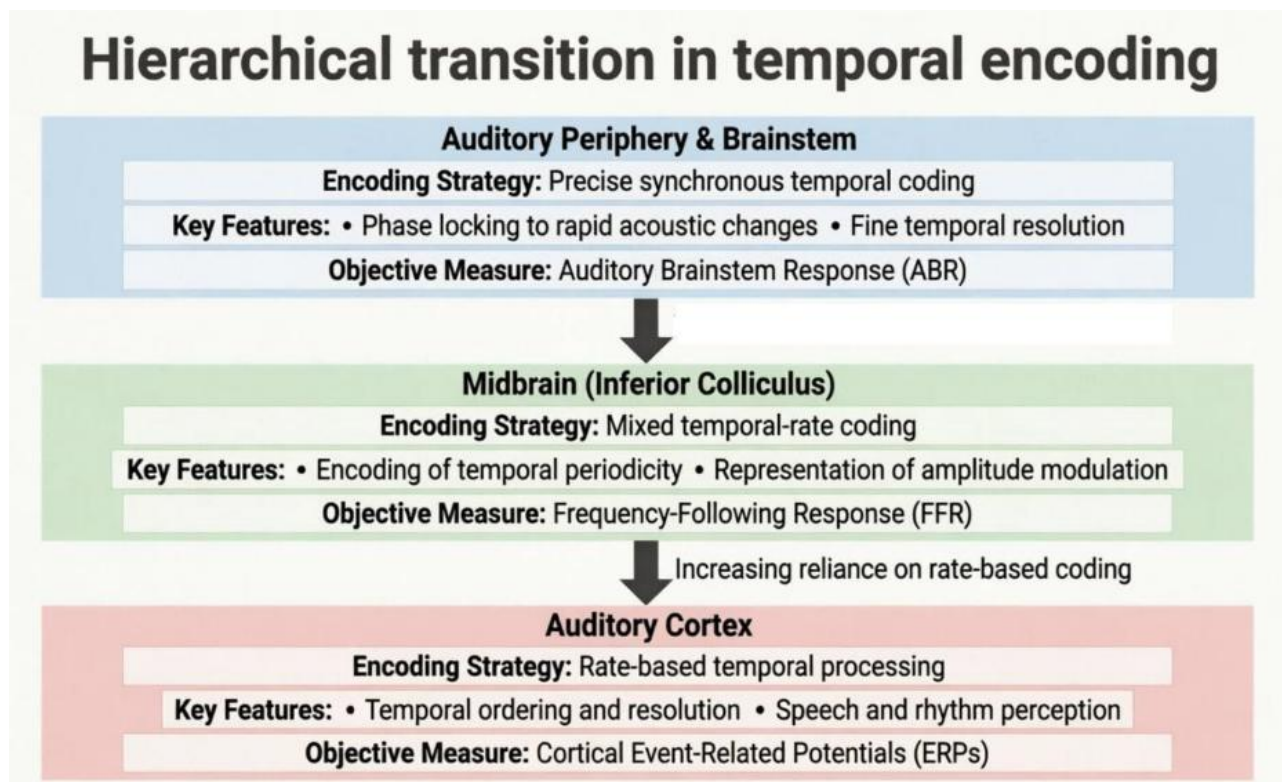 Hierarchical transition in temporal encoding
Auditory Periphery & Brainstem
Encoding Strategy: Precise synchronous temporal coding
Key Features: • Phase locking to rapid acoustic changes • Fine temporal resolution
Objective Measure: Auditory Brainstem Response (ABR)
Midbrain (Inferior Colliculus)
Encoding Strategy: Mixed temporal-rate coding
Key Features: • Encoding of temporal periodicity • Representation of amplitude modulation
Objective Measure: Frequency-Following Response (FFR)
Increasing reliance on rate-based coding
Auditory Cortex
Encoding Strategy: Rate-based temporal processing
Key Features: • Temporal ordering and resolution • Speech and rhythm perception
Objective Measure: Cortical Event-Related Potentials (ERPs)